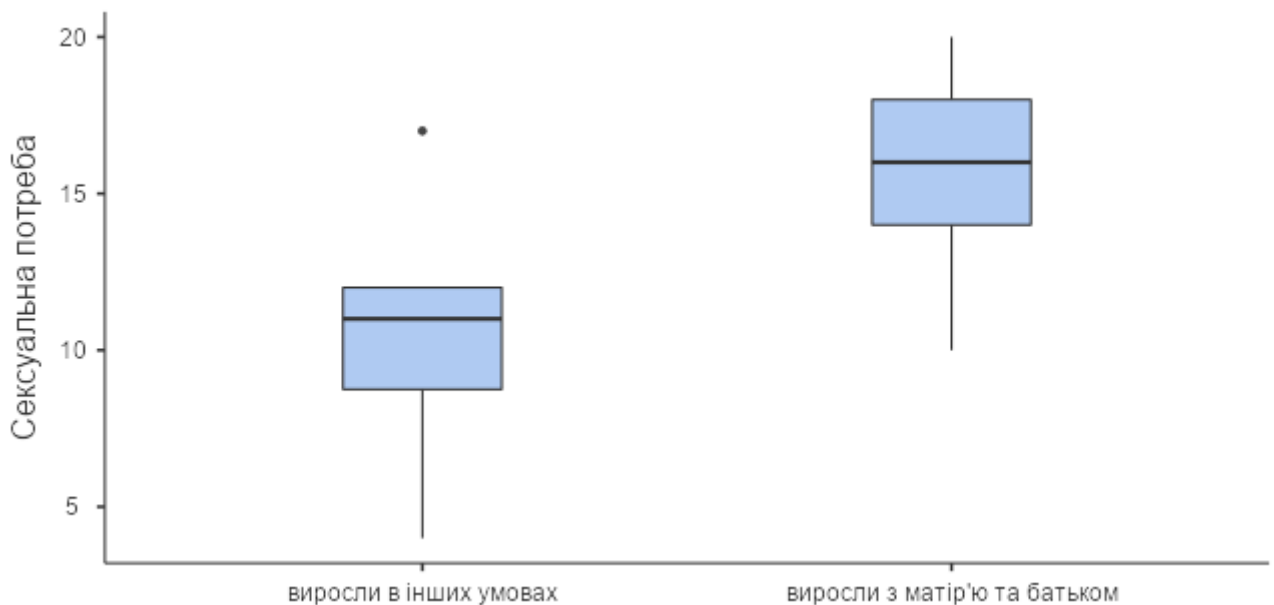 Сексуальна потреба
20
15
10
5
виросли в інших умовах
виросли з матір'ю та батьком